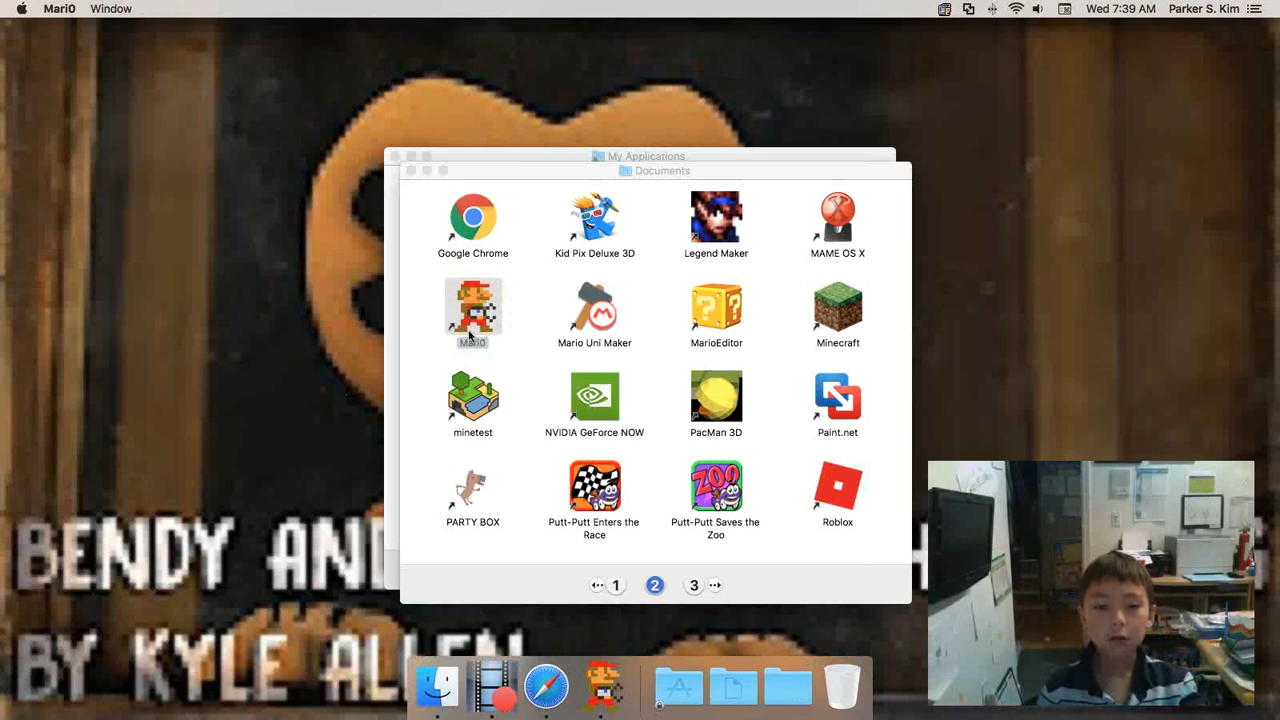 Mari0 Window Wed 7:39 AM Parker S. Kim
My Applications
Documents
Google Chrome Kid Pix Deluxe 3D Legend Maker MAME OS X
Mari0 Mario Uni Maker MarioEditor Minecraft
minetest NVIDIA GeForce NOW PacMan 3D Paint.net
ZOO
PARTY BOX Putt-Putt Enters the Race Putt-Putt Saves the Zoo Roblox
1 2 3
BENDY AN
BY KYLE ALLEN